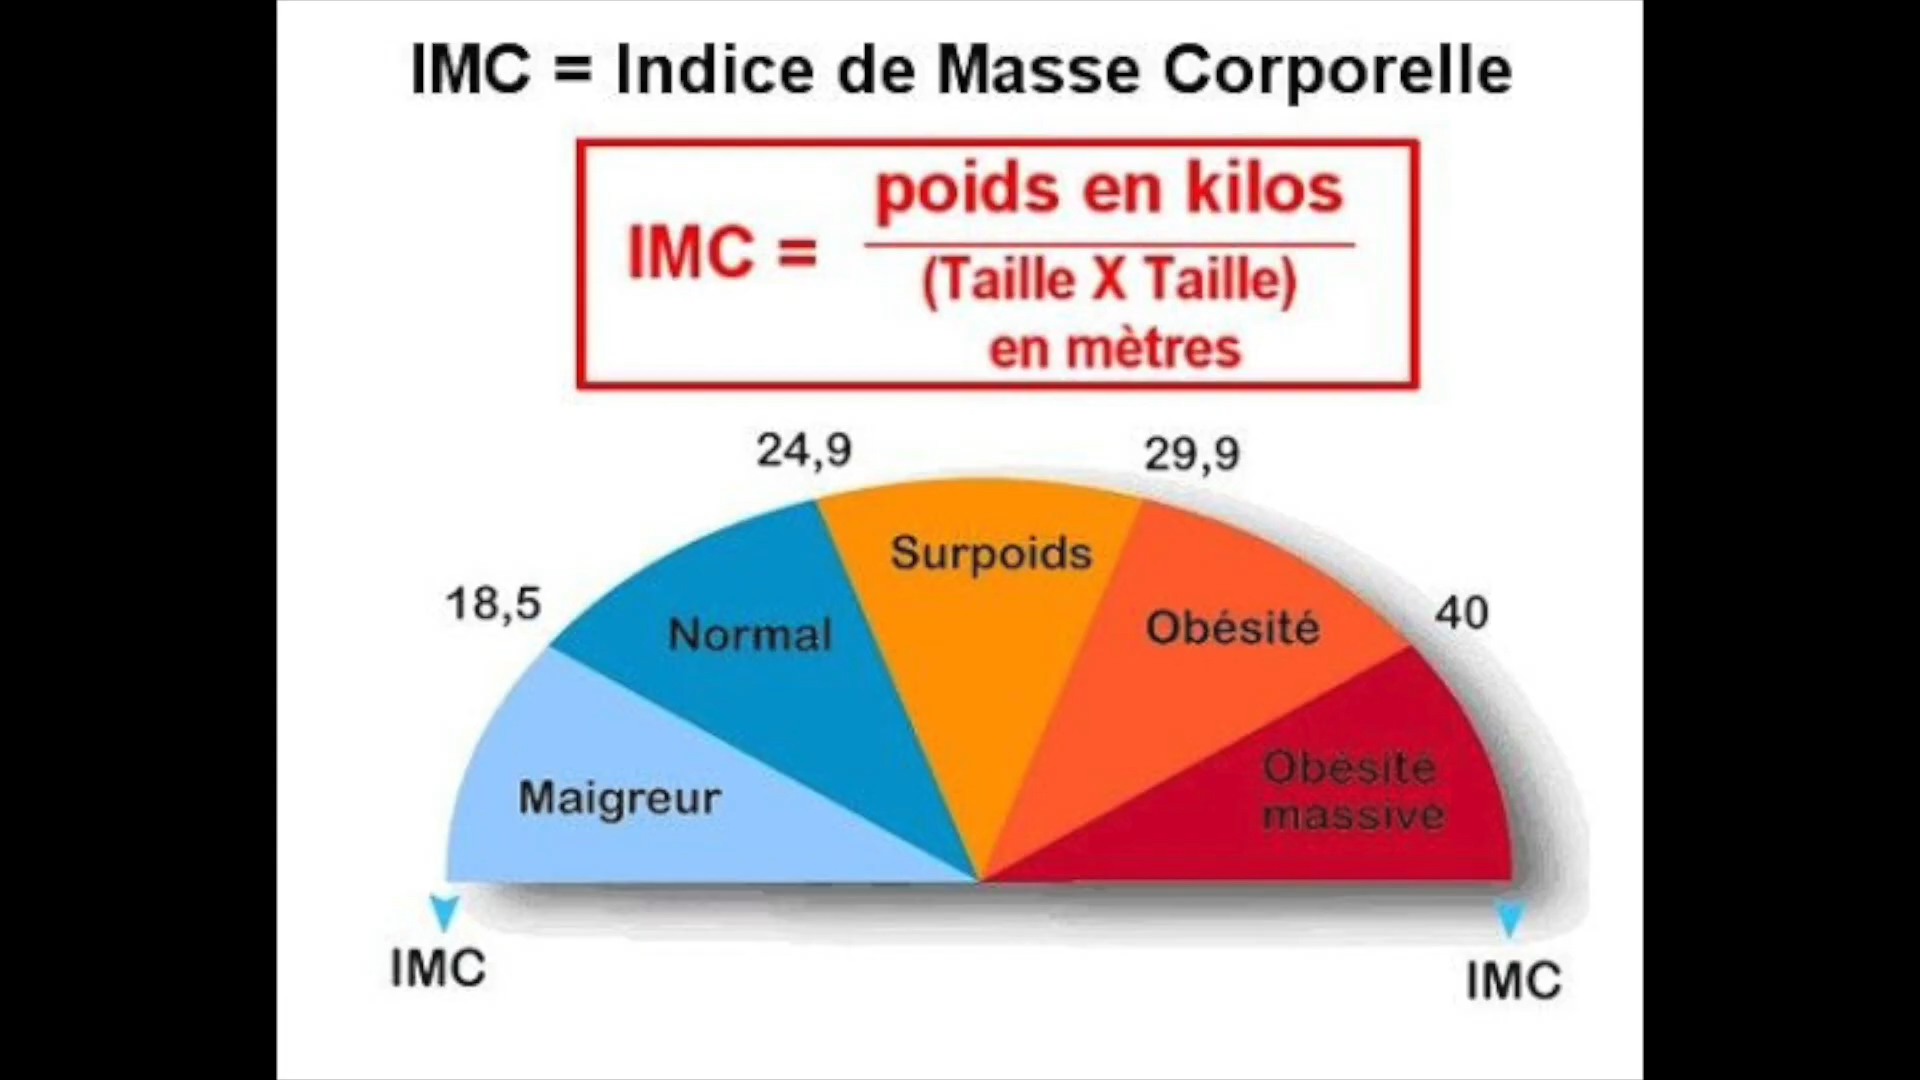 IMC = Indice de Masse Corporelle
poids en kilos
IMC =
(Taille X Taille)
en mètres
24,9
29,9
18,5
40
Surpoids
Normal
Obésité
Maigreur
Obésité
massive
IMC
IMC